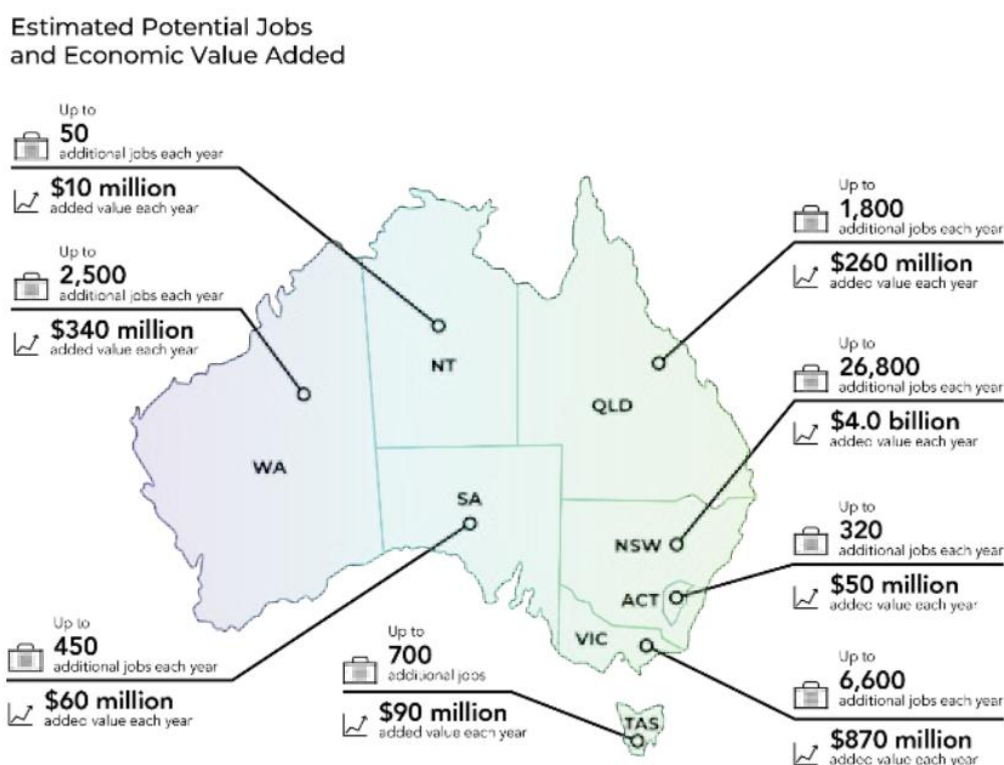 Estimated Potential Jobs
and Economic Value Added
Up to
50
additional jobs each year
$10 million
added value each year
Up to
2,500
additional jobs each year
$340 million
added value each year
Up to
1,800
additional jobs each year
$260 million
added value each year
Up to
26,800
additional jobs each year
$4.0 billion
added value each year
Up to
320
additional jobs each year
$50 million
added value each year
Up to
6,600
additional jobs each year
$870 million
added value each year
Up to
450
additional jobs each year
$60 million
added value each year
Up to
700
additional jobs
$90 million
added value each year
NT
QLD
WA
SA
NSW
ACT
VIC
TAS